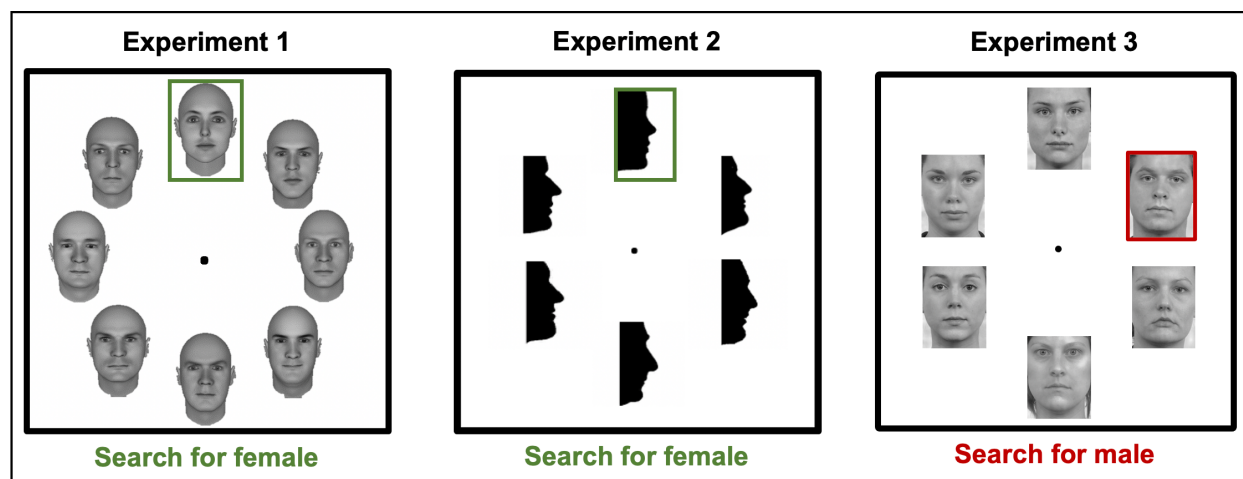 Experiment 1
Experiment 2
Experiment 3
Search for female
Search for female
Search for male